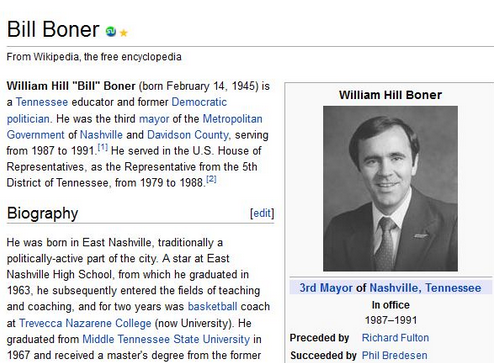 Bill Boner
From Wikipedia, the free encyclopedia
William Hill "Bill" Boner (born February 14, 1945) is
a Tennessee educator and former Democratic
politician. He was the third mayor of the Metropolitan
Government of Nashville and Davidson County, serving
from 1987 to 1991.[1] He served in the U.S. House of
Representatives, as the Representative from the 5th
District of Tennessee, from 1979 to 1988.[2]
Biography
[edit]
He was born in East Nashville, traditionally a
politically-active part of the city. A star at East
Nashville High School, from which he graduated in
1963, he subsequently entered the fields of teaching
and coaching, and for two years was basketball coach
at Trevecca Nazarene College (now University). He
graduated from Middle Tennessee State University in
1967 and received a master's degree from the former
William Hill Boner
3rd Mayor of Nashville, Tennessee
In office
1987–1991
Preceded by Richard Fulton
Succeeded by Phil Bredesen